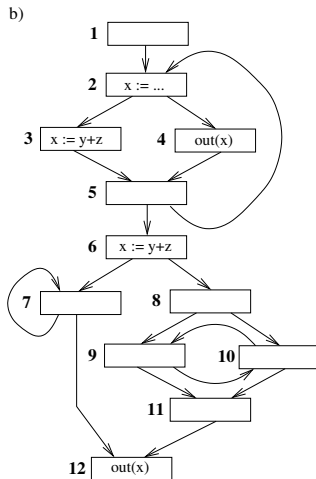 b)
1
2 x := ...
3 x := y+z 4 out(x)
5
6 x := y+z
7 8
9 10
11
12 out(x)